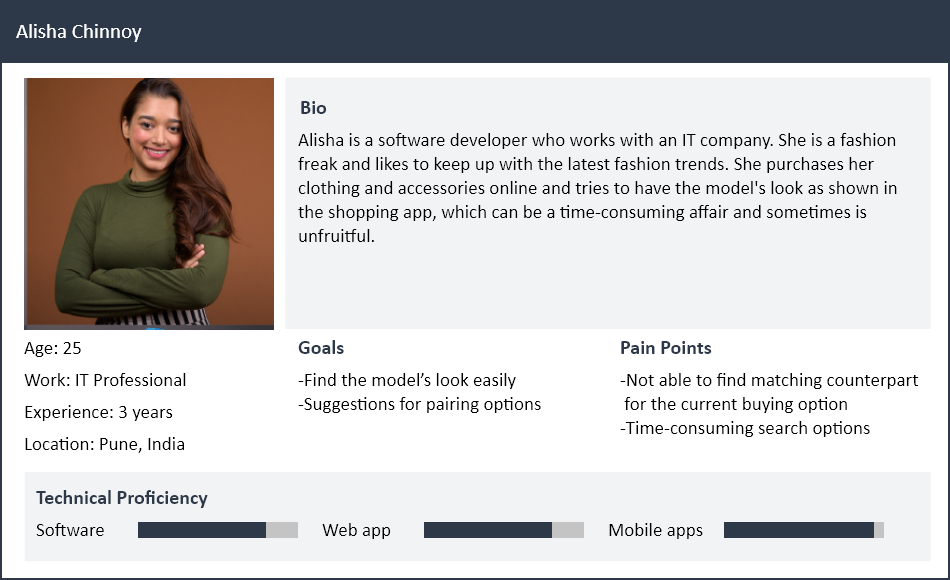 Alisha Chinnoy
Bio
Alisha is a software developer who works with an IT company. She is a fashion
freak and likes to keep up with the latest fashion trends. She purchases her
clothing and accessories online and tries to have the model's look as shown in
the shopping app, which can be a time-consuming affair and sometimes is
unfruitful.
Age: 25
Work: IT Professional
Experience: 3 years
Location: Pune, India
Goals
-Find the model’s look easily
-Suggestions for pairing options
Pain Points
-Not able to find matching counterpart
for the current buying option
-Time-consuming search options
Technical Proficiency
Software
Web app
Mobile apps